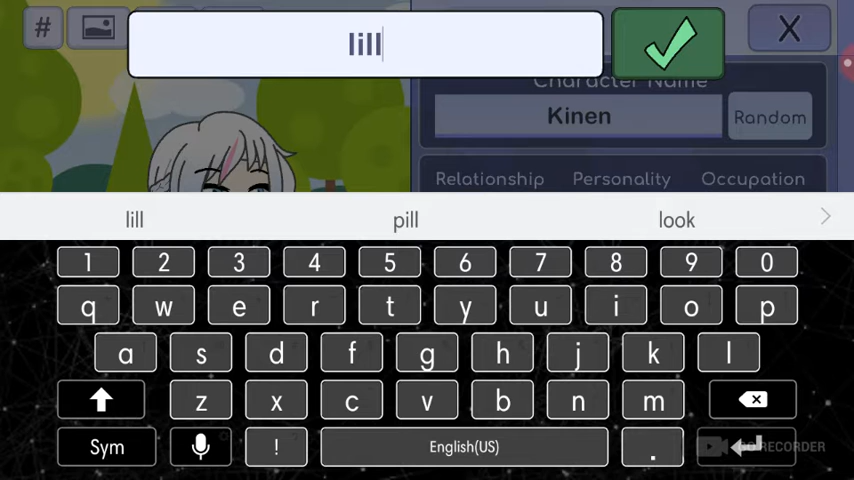 #
lill
X
Character Name
Kinen
Random
Relationship Personality Occupation
lill pill look
1 2 3 4 5 6 7 8 9 0
q w e r t y u i o p
a s d f g h j k l
z x c v b n m
Sym ! English(US) .
GO RECORDER